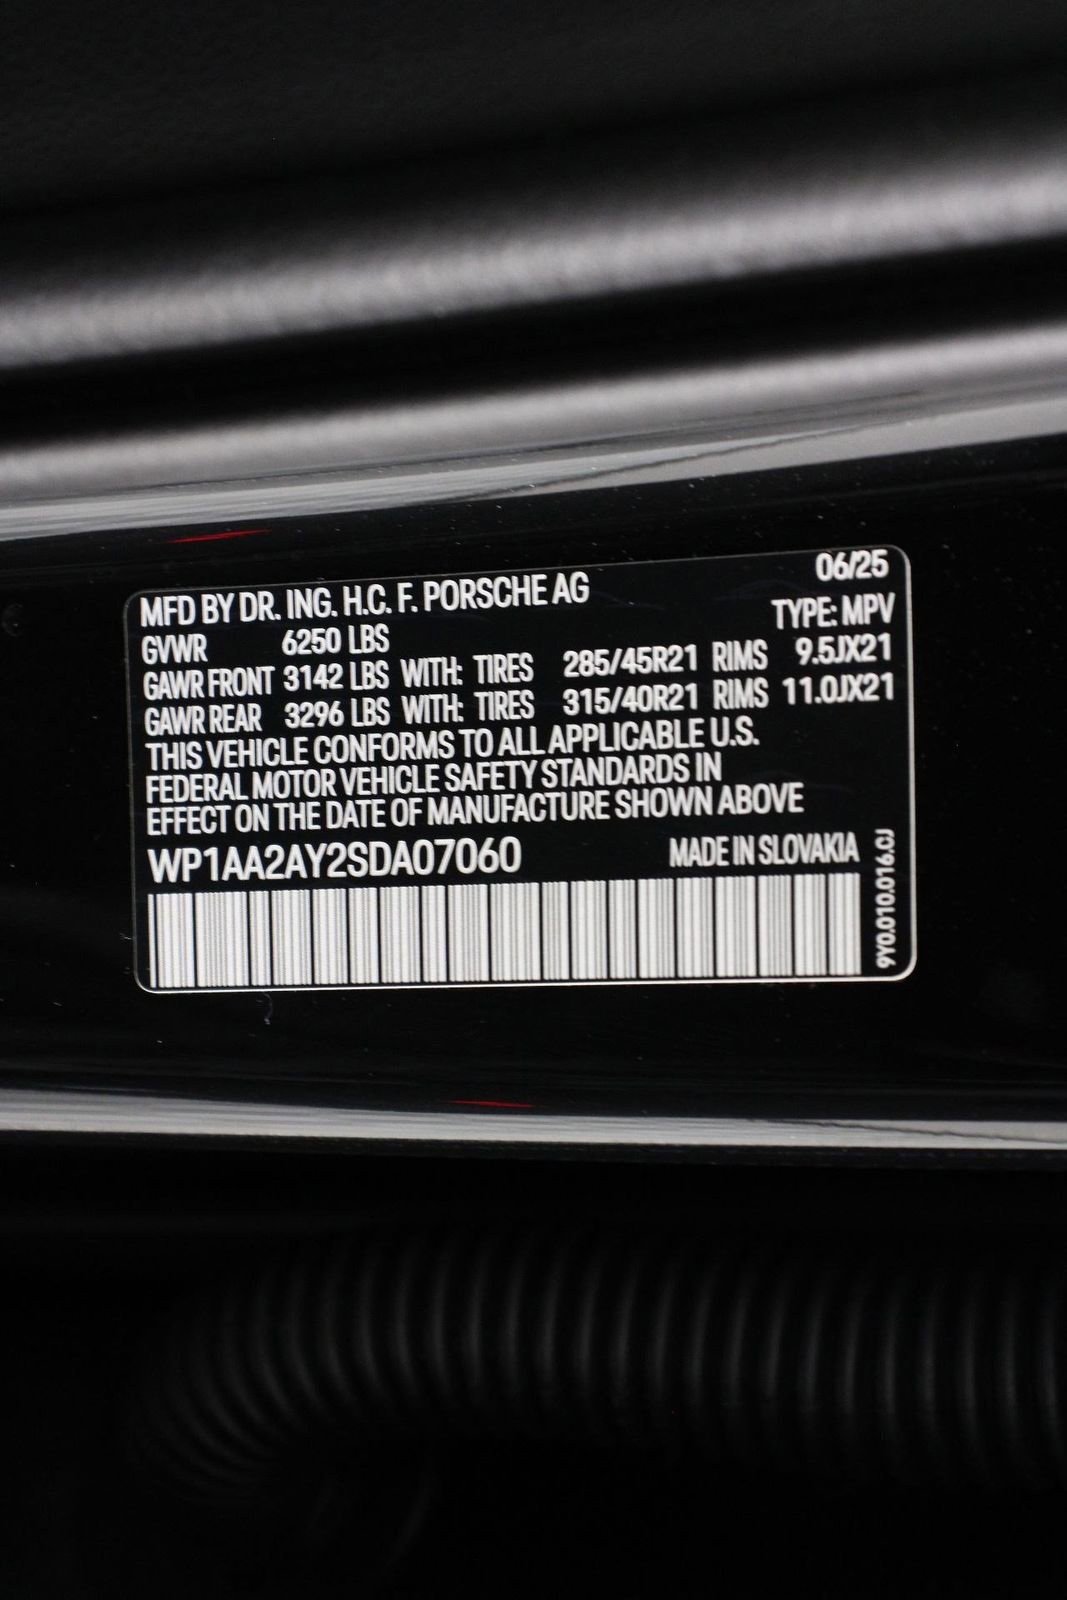 06/25
MFD BY DR. ING. H.C. F. PORSCHE AG
TYPE: MPV
GVWR 6250 LBS
GAWR FRONT 3142 LBS WITH: TIRES 285/45R21 RIMS 9.5JX21
GAWR REAR 3296 LBS WITH: TIRES 315/40R21 RIMS 11.0JX21
THIS VEHICLE CONFORMS TO ALL APPLICABLE U.S.
FEDERAL MOTOR VEHICLE SAFETY STANDARDS IN
EFFECT ON THE DATE OF MANUFACTURE SHOWN ABOVE
WP1AA2AY2SDA07060 MADE IN SLOVAKIA
9Y0.010.016.CJ